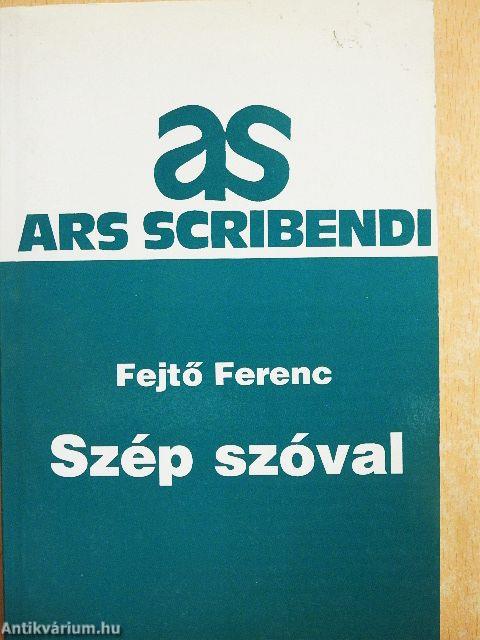 as
ARS SCRIBENDI
Fejtő Ferenc
Szép szóval
Antikvárium.hu